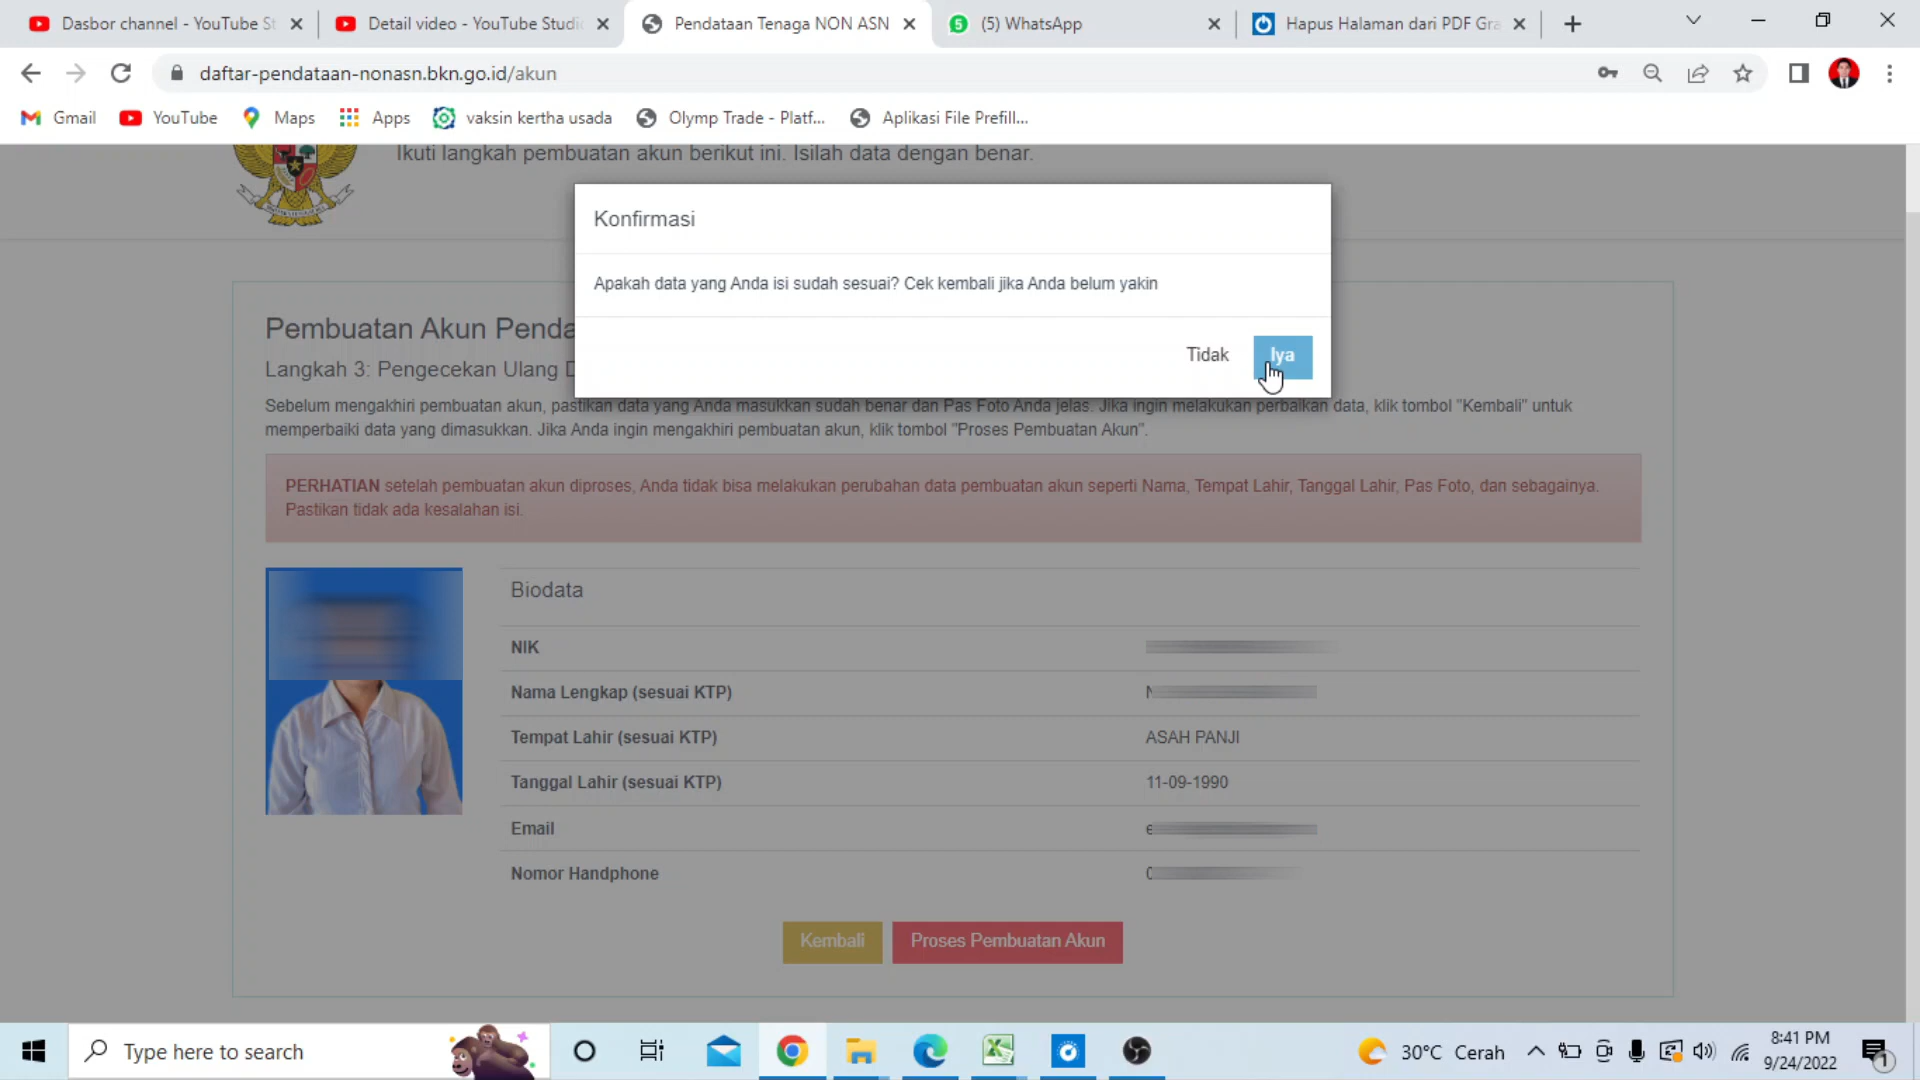 Dasbor channel - YouTube St
Detail video - YouTube Studi
Pendataan Tenaga NON ASN
5
(5) WhatsApp
Hapus Halaman dari PDF Gra
daftar-pendataan-nonasn.bkn.go.id/akun
Gmail
YouTube
Maps
Apps
vaksin kertha usada
Olymp Trade - Platf...
Aplikasi File Prefill...
Ikuti langkah pembuatan akun berikut ini. Isilah data dengan benar.
Konfirmasi
Apakah data yang Anda isi sudah sesuai? Cek kembali jika Anda belum yakin
Tidak
Iya
Pembuatan Akun Penda
Langkah 3: Pengecekan Ulang D
Sebelum mengakhiri pembuatan akun, pastikan data yang Anda masukkan sudah benar dan Pas Foto Anda jelas. Jika ingin melakukan perbaikan data, klik tombol "Kembali" untuk
memperbaiki data yang dimasukkan. Jika Anda ingin mengakhiri pembuatan akun, klik tombol "Proses Pembuatan Akun".
PERHATIAN setelah pembuatan akun diproses, Anda tidak bisa melakukan perubahan data pembuatan akun seperti Nama, Tempat Lahir, Tanggal Lahir, Pas Foto, dan sebagainya.
Pastikan tidak ada kesalahan isi.
Biodata
NIK
Nama Lengkap (sesuai KTP)
Tempat Lahir (sesuai KTP) ASAH PANJI
Tanggal Lahir (sesuai KTP) 11-09-1990
Email e
Nomor Handphone
Kembali
Proses Pembuatan Akun
Type here to search
30°C Cerah
8:41 PM
9/24/2022
1